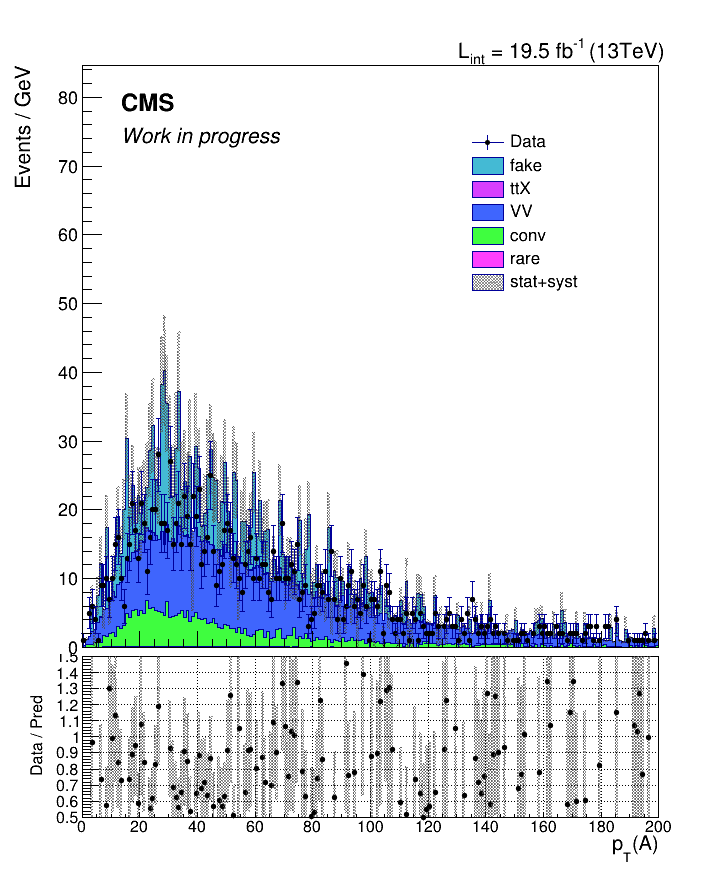 L_int = 19.5 fb^-1 (13TeV)
Events / GeV
CMS
Work in progress
80
70
60
50
40
30
20
10
0
Data
fake
ttX
VV
conv
rare
stat+syst
Data / Pred
1.5
1.4
1.3
1.2
1.1
1
0.9
0.8
0.7
0.6
0.5
0 20 40 60 80 100 120 140 160 180 200
p_T(A)